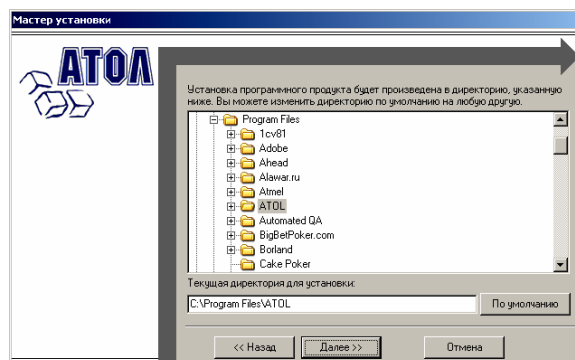 Мастер установки
АТОЛ
Установка программного продукта будет произведена в директорию, указанную
ниже. Вы можете изменить директорию по умолчанию на любую другую.
Program Files
1cv81
Adobe
Ahead
Alawar.ru
Atmel
ATOL
Automated QA
BigBetPoker.com
Borland
Cake Poker
Текущая директория для установки:
C:\Program Files\ATOL
По умолчанию
<< Назад
Далее >>
Отмена